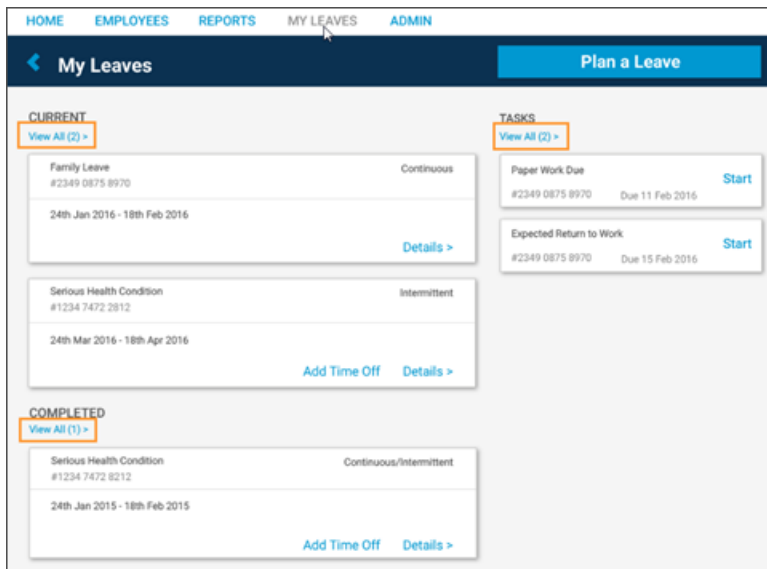 HOME EMPLOYEES REPORTS MY LEAVES ADMIN
My Leaves
Plan a Leave
CURRENT
View All (2) >
Family Leave Continuous
#2349 0875 8970
24th Jan 2016 - 18th Feb 2016
Details >
Serious Health Condition Intermittent
#1234 7472 2812
24th Mar 2016 - 18th Apr 2016
Add Time Off Details >
COMPLETED
View All (1) >
Serious Health Condition Continuous/Intermittent
#1234 7472 8212
24th Jan 2015 - 18th Feb 2015
Add Time Off Details >
TASKS
View All (2) >
Paper Work Due
Start
#2349 0875 8970 Due 11 Feb 2016
Expected Return to Work
Start
#2349 0875 8970 Due 15 Feb 2016